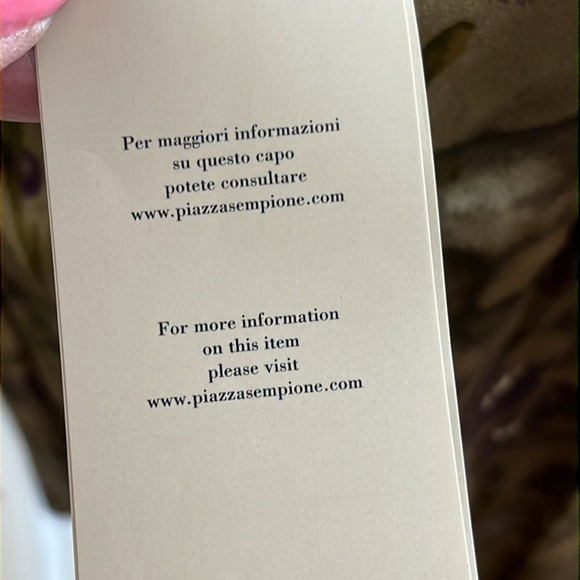 Per maggiori informazioni
su questo capo
potete consultare
www.piazzasempione.com
For more information
on this item
please visit
www.piazzasempione.com